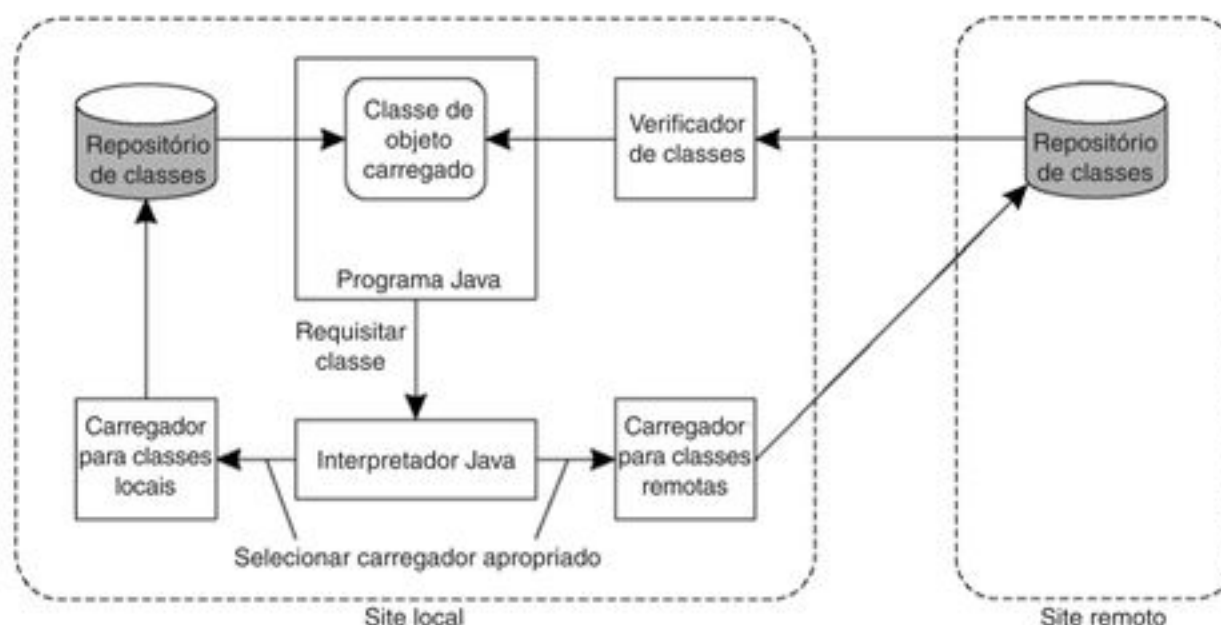 Repositório
de classes
Classe de
objeto
carregado
Verificador
de classes
Repositório
de classes
Programa Java
Requisitar
classe
Carregador
para classes
locais
Interpretador Java
Carregador
para classes
remotas
Selecionar carregador apropriado
Site local
Site remoto